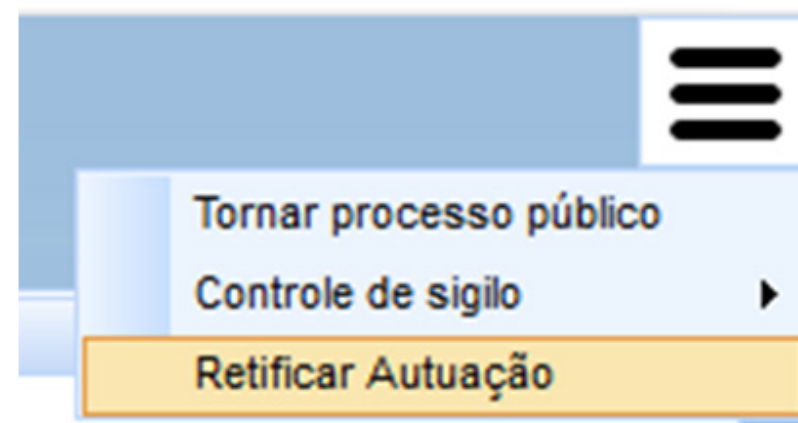 Tornar processo público
Controle de sigilo
Retificar Autuação